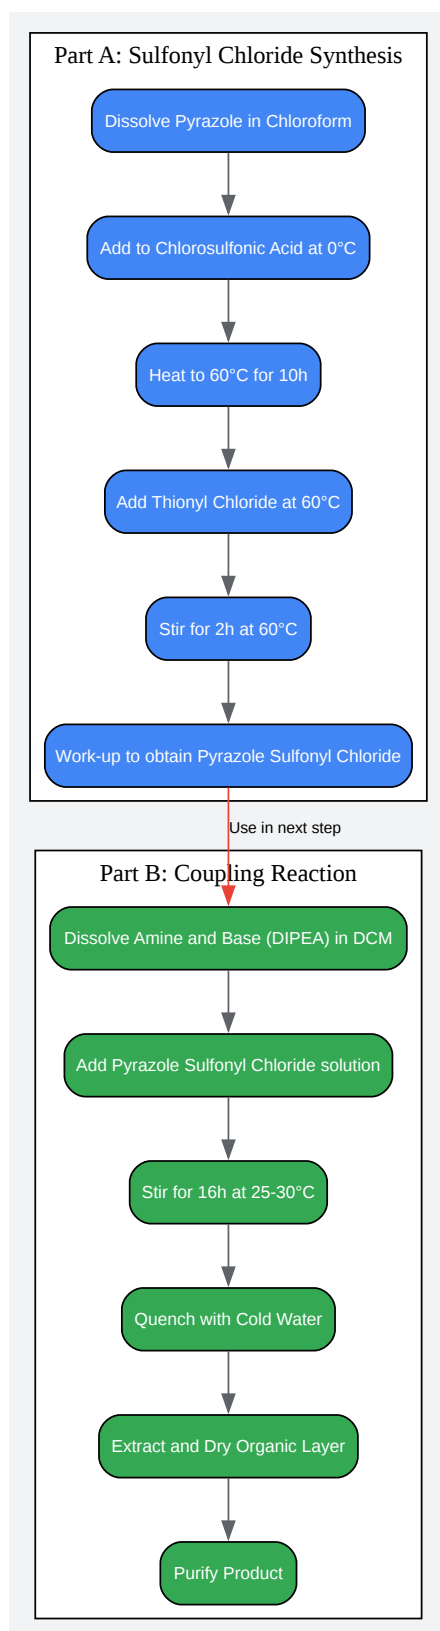 Part A: Sulfonyl Chloride Synthesis
Dissolve Pyrazole in Chloroform
Add to Chlorosulfonic Acid at 0°C
Heat to 60°C for 10h
Add Thionyl Chloride at 60°C
Stir for 2h at 60°C
Work-up to obtain Pyrazole Sulfonyl Chloride
Use in next step
Part B: Coupling Reaction
Dissolve Amine and Base (DIPEA) in DCM
Add Pyrazole Sulfonyl Chloride solution
Stir for 16h at 25-30°C
Quench with Cold Water
Extract and Dry Organic Layer
Purify Product